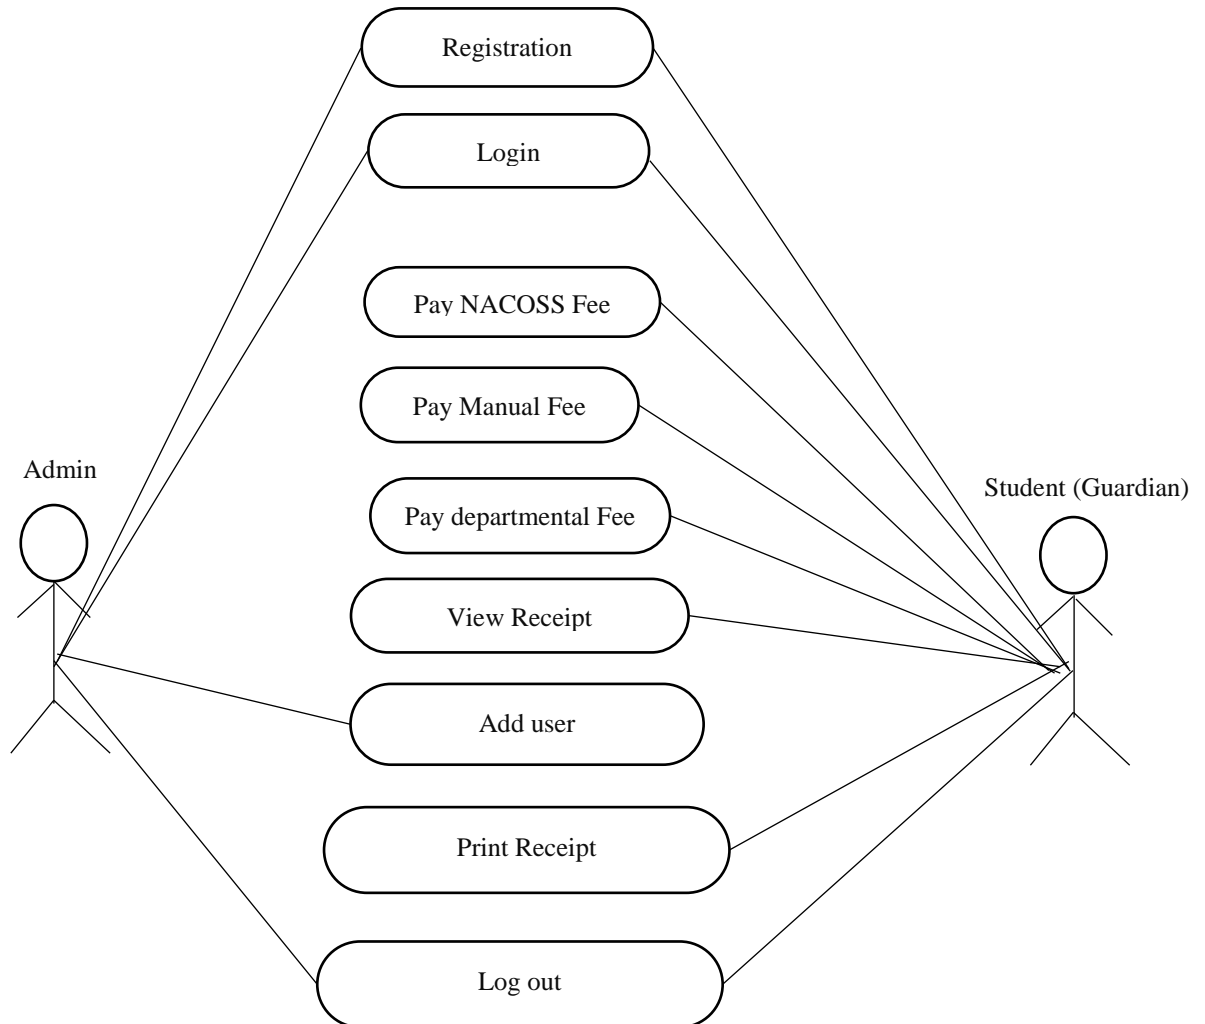 Registration
Login
Pay NACOSS Fee
Pay Manual Fee
Admin
Student (Guardian)
Pay departmental Fee
View Receipt
Add user
Print Receipt
Log out